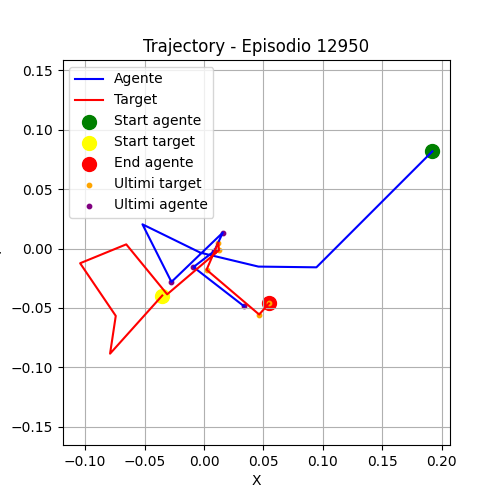 Trajectory - Episodio 12950
0.15
0.10
0.05
0.00
−0.05
−0.10
−0.15
Agente
Target
Start agente
Start target
End agente
Ultimi target
Ultimi agente
−0.10 −0.05 0.00 0.05 0.10 0.15 0.20
X